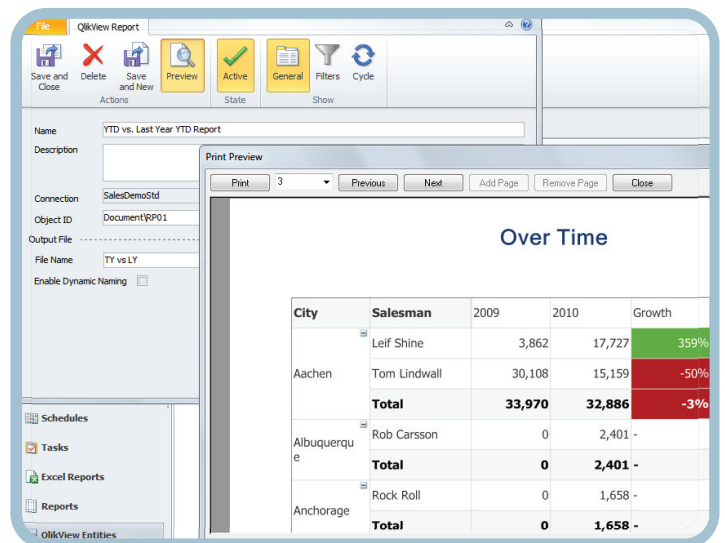 File QlikView Report
Save and Close Delete Save and New Preview Active General Filters Cycle
Actions State Show
Name YTD vs. Last Year YTD Report
Description
Connection SalesDemoStd
Object ID Document\RP01
Output File
File Name TY vs LY
Enable Dynamic Naming
Schedules
Tasks
Excel Reports
Reports
QlikView Entities
Print Preview
Print 3 Previous Next Add Page Remove Page Close
Over Time
City Salesman 2009 2010 Growth
Aachen
Leif Shine 3,862 17,727 359%
Tom Lindwall 30,108 15,159 -50%
Total 33,970 32,886 -3%
Albuquerqu
e
Rob Carsson 0 2,401 -
Total 0 2,401 -
Anchorage
Rock Roll 0 1,658 -
Total 0 1,658 -